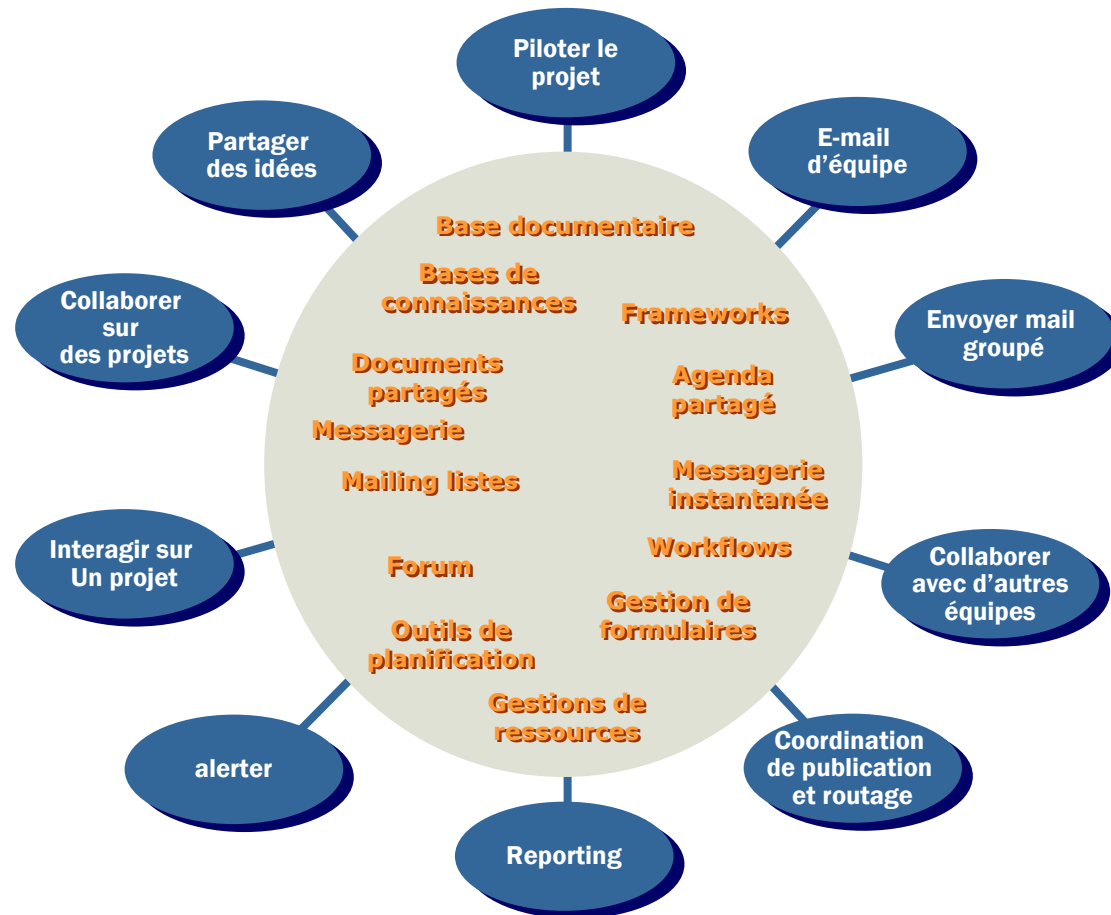 Piloter le
projet
Partager
des idées
E-mail
d’équipe
Collaborer
sur
des projets
Envoyer mail
groupé
Base documentaire
Bases de
connaissances
Frameworks
Documents
partagés
Agenda
partagé
Messagerie
Mailing listes
Messagerie
instantanée
Workflows
Forum
Gestion de
formulaires
Outils de
planification
Gestions de
ressources
Interagir sur
Un projet
Collaborer
avec d’autres
équipes
alerter
Coordination
de publication
et routage
Reporting